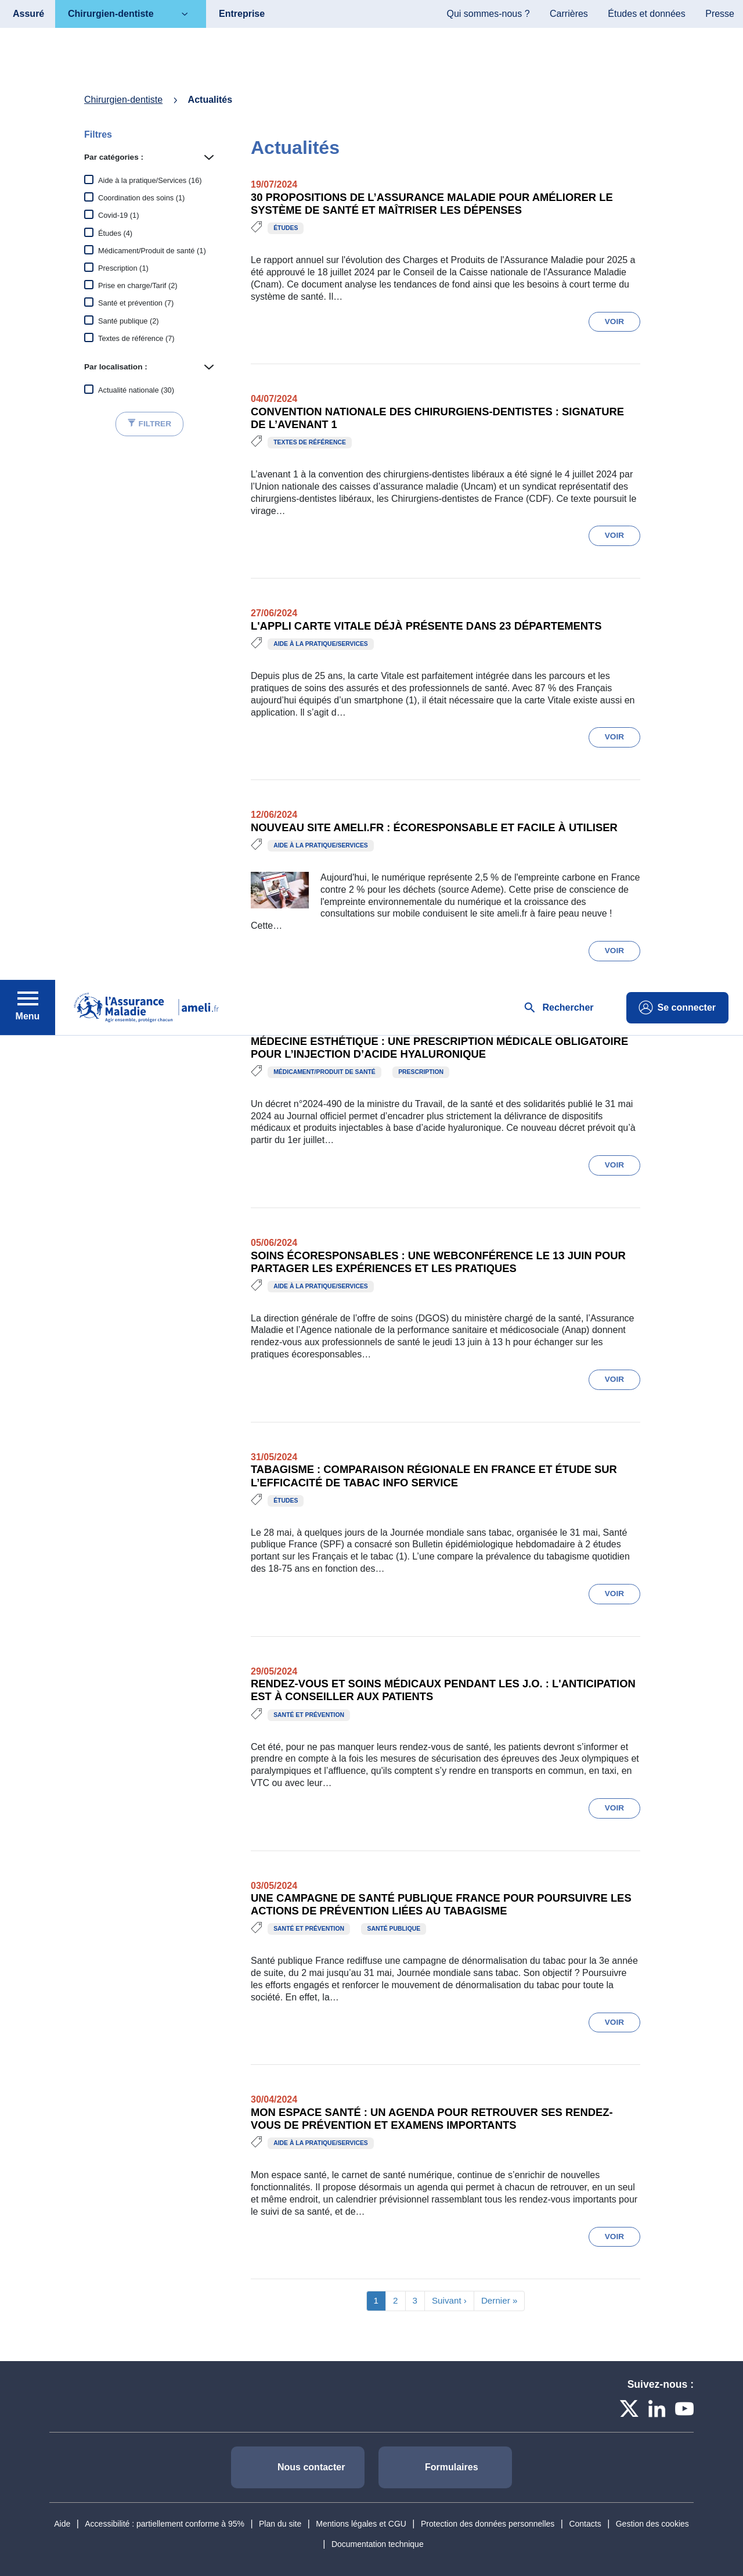 Assuré
Chirurgien-dentiste
Entreprise
Qui sommes-nous ?
Carrières
Études et données
Presse
Chirurgien-dentiste
Actualités
Filtres
Par catégories :
Aide à la pratique/Services (16)
Coordination des soins (1)
Covid-19 (1)
Études (4)
Médicament/Produit de santé (1)
Prescription (1)
Prise en charge/Tarif (2)
Santé et prévention (7)
Santé publique (2)
Textes de référence (7)
Par localisation :
Actualité nationale (30)
FILTRER
Actualités
19/07/2024
30 PROPOSITIONS DE L'ASSURANCE MALADIE POUR AMÉLIORER LE
SYSTÈME DE SANTÉ ET MAÎTRISER LES DÉPENSES
ÉTUDES
Le rapport annuel sur l'évolution des Charges et Produits de l'Assurance Maladie pour 2025 a
été approuvé le 18 juillet 2024 par le Conseil de la Caisse nationale de l'Assurance Maladie
(Cnam). Ce document analyse les tendances de fond ainsi que les besoins à court terme du
système de santé. Il…
VOIR
04/07/2024
CONVENTION NATIONALE DES CHIRURGIENS-DENTISTES : SIGNATURE
DE L'AVENANT 1
TEXTES DE RÉFÉRENCE
L'avenant 1 à la convention des chirurgiens-dentistes libéraux a été signé le 4 juillet 2024 par
l'Union nationale des caisses d'assurance maladie (Uncam) et un syndicat représentatif des
chirurgiens-dentistes libéraux, les Chirurgiens-dentistes de France (CDF). Ce texte poursuit le
virage…
VOIR
27/06/2024
L'APPLI CARTE VITALE DÉJÀ PRÉSENTE DANS 23 DÉPARTEMENTS
AIDE À LA PRATIQUE/SERVICES
Depuis plus de 25 ans, la carte Vitale est parfaitement intégrée dans les parcours et les
pratiques de soins des assurés et des professionnels de santé. Avec 87 % des Français
aujourd'hui équipés d'un smartphone (1), il était nécessaire que la carte Vitale existe aussi en
application. Il s'agit d…
VOIR
12/06/2024
NOUVEAU SITE AMELI.FR : ÉCORESPONSABLE ET FACILE À UTILISER
AIDE À LA PRATIQUE/SERVICES
Aujourd'hui, le numérique représente 2,5 % de l'empreinte carbone en France
contre 2 % pour les déchets (source Ademe). Cette prise de conscience de
l'empreinte environnementale du numérique et la croissance des
consultations sur mobile conduisent le site ameli.fr à faire peau neuve !
Cette…
VOIR
Menu
l'Assurance
Maladie
Agir ensemble, protéger chacun
ameli.fr
Rechercher
Se connecter
MÉDECINE ESTHÉTIQUE : UNE PRESCRIPTION MÉDICALE OBLIGATOIRE
POUR L'INJECTION D'ACIDE HYALURONIQUE
MÉDICAMENT/PRODUIT DE SANTÉ
PRESCRIPTION
Un décret n°2024-490 de la ministre du Travail, de la santé et des solidarités publié le 31 mai
2024 au Journal officiel permet d'encadrer plus strictement la délivrance de dispositifs
médicaux et produits injectables à base d'acide hyaluronique. Ce nouveau décret prévoit qu'à
partir du 1er juillet…
VOIR
05/06/2024
SOINS ÉCORESPONSABLES : UNE WEBCONFÉRENCE LE 13 JUIN POUR
PARTAGER LES EXPÉRIENCES ET LES PRATIQUES
AIDE À LA PRATIQUE/SERVICES
La direction générale de l'offre de soins (DGOS) du ministère chargé de la santé, l'Assurance
Maladie et l'Agence nationale de la performance sanitaire et médicosociale (Anap) donnent
rendez-vous aux professionnels de santé le jeudi 13 juin à 13 h pour échanger sur les
pratiques écoresponsables…
VOIR
31/05/2024
TABAGISME : COMPARAISON RÉGIONALE EN FRANCE ET ÉTUDE SUR
L'EFFICACITÉ DE TABAC INFO SERVICE
ÉTUDES
Le 28 mai, à quelques jours de la Journée mondiale sans tabac, organisée le 31 mai, Santé
publique France (SPF) a consacré son Bulletin épidémiologique hebdomadaire à 2 études
portant sur les Français et le tabac (1). L'une compare la prévalence du tabagisme quotidien
des 18-75 ans en fonction des…
VOIR
29/05/2024
RENDEZ-VOUS ET SOINS MÉDICAUX PENDANT LES J.O. : L'ANTICIPATION
EST À CONSEILLER AUX PATIENTS
SANTÉ ET PRÉVENTION
Cet été, pour ne pas manquer leurs rendez-vous de santé, les patients devront s'informer et
prendre en compte à la fois les mesures de sécurisation des épreuves des Jeux olympiques et
paralympiques et l'affluence, qu'ils comptent s'y rendre en transports en commun, en taxi, en
VTC ou avec leur…
VOIR
03/05/2024
UNE CAMPAGNE DE SANTÉ PUBLIQUE FRANCE POUR POURSUIVRE LES
ACTIONS DE PRÉVENTION LIÉES AU TABAGISME
SANTÉ ET PRÉVENTION
SANTÉ PUBLIQUE
Santé publique France rediffuse une campagne de dénormalisation du tabac pour la 3e année
de suite, du 2 mai jusqu'au 31 mai, Journée mondiale sans tabac. Son objectif ? Poursuivre
les efforts engagés et renforcer le mouvement de dénormalisation du tabac pour toute la
société. En effet, la…
VOIR
30/04/2024
MON ESPACE SANTÉ : UN AGENDA POUR RETROUVER SES RENDEZ-
VOUS DE PRÉVENTION ET EXAMENS IMPORTANTS
AIDE À LA PRATIQUE/SERVICES
Mon espace santé, le carnet de santé numérique, continue de s'enrichir de nouvelles
fonctionnalités. Il propose désormais un agenda qui permet à chacun de retrouver, en un seul
et même endroit, un calendrier prévisionnel rassemblant tous les rendez-vous importants pour
le suivi de sa santé, et de…
VOIR
1
2
3
Suivant ›
Dernier »
Suivez-nous :
Nous contacter
Formulaires
Aide | Accessibilité : partiellement conforme à 95% | Plan du site | Mentions légales et CGU | Protection des données personnelles | Contacts | Gestion des cookies
| Documentation technique